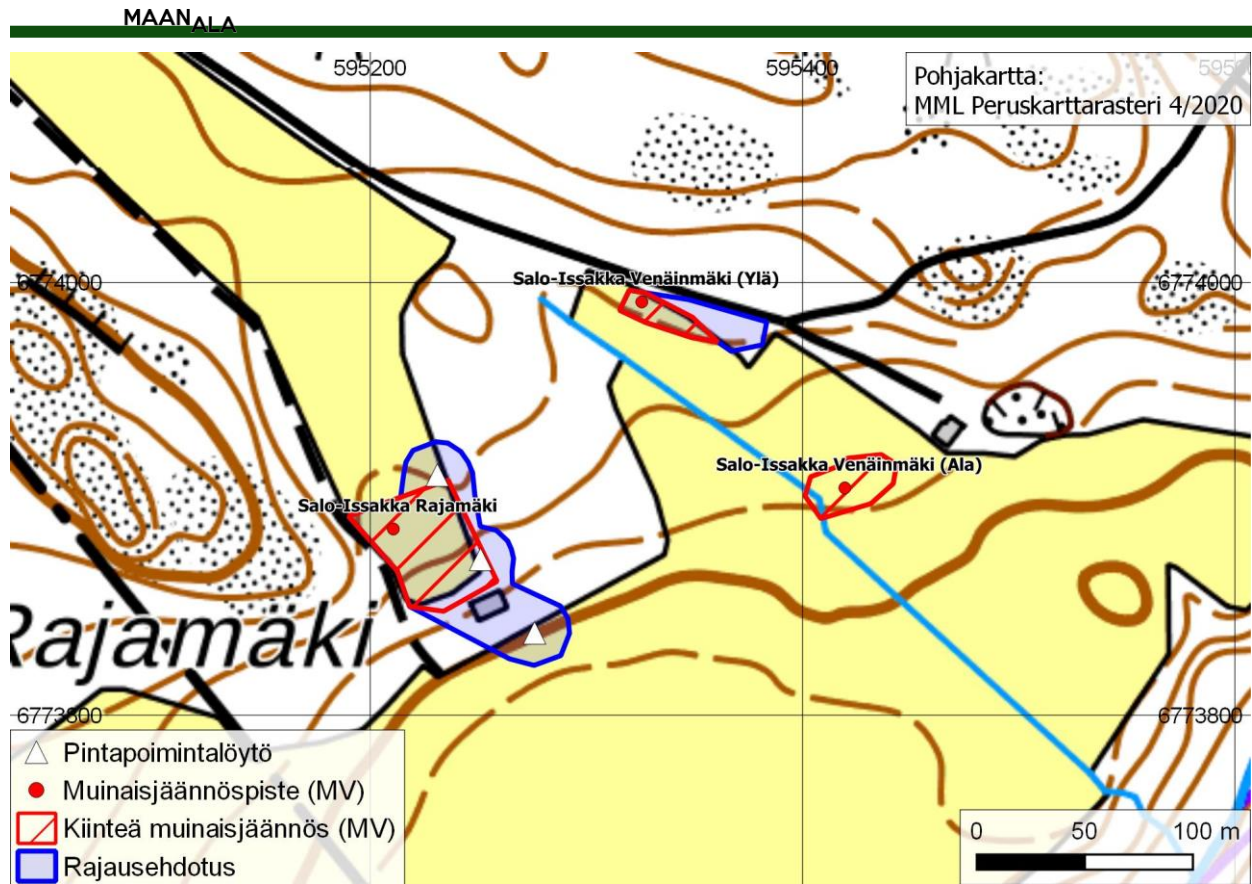 MAANALA
595200
595400
595
Pohjakartta:
MML Peruskarttarasteri 4/2020
6774000
Salo-Issakka Venäinmäki (Ylä)
6774000
Salo-Issakka Venäinmäki (Ala)
Salo-Issakka Rajamäki
Rajamäki
6773800
6773800
Pintapoimintalöytö
Muinaisjäännöspiste (MV)
Kiinteä muinaisjäännös (MV)
Rajausehdotus
0 50 100 m